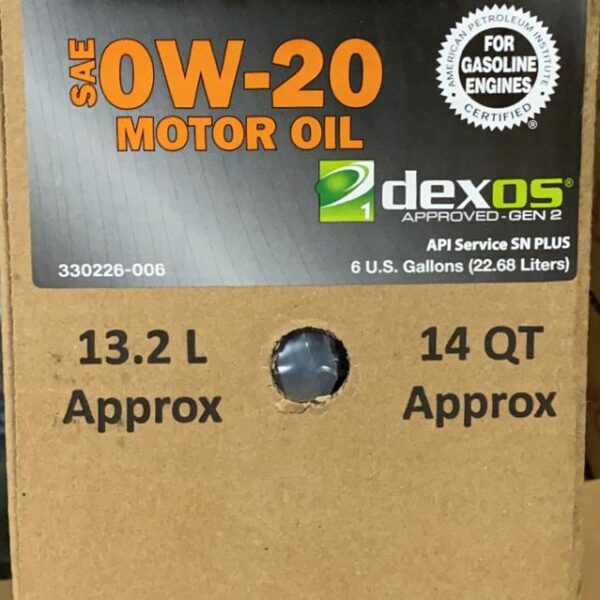 SAE 0W-20
MOTOR OIL
AMERICAN PETROLEUM INSTITUTE
FOR
GASOLINE
ENGINES
CERTIFIED
®
1 dexos®
APPROVED-GEN 2
API Service SN PLUS
330226-006
6 U.S. Gallons (22.68 Liters)
13.2 L
Approx
14 QT
Approx